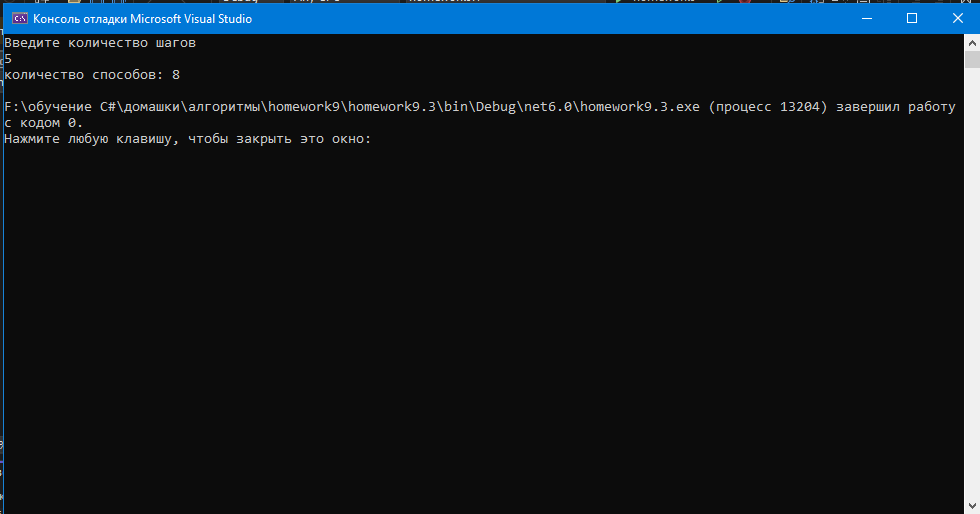 Консоль отладки Microsoft Visual Studio
Введите количество шагов
5
количество способов: 8
F:\обучение C#\домашки\алгоритмы\homework9\homework9.3\bin\Debug\net6.0\homework9.3.exe (процесс 13204) завершил работу
с кодом 0.
Нажмите любую клавишу, чтобы закрыть это окно: